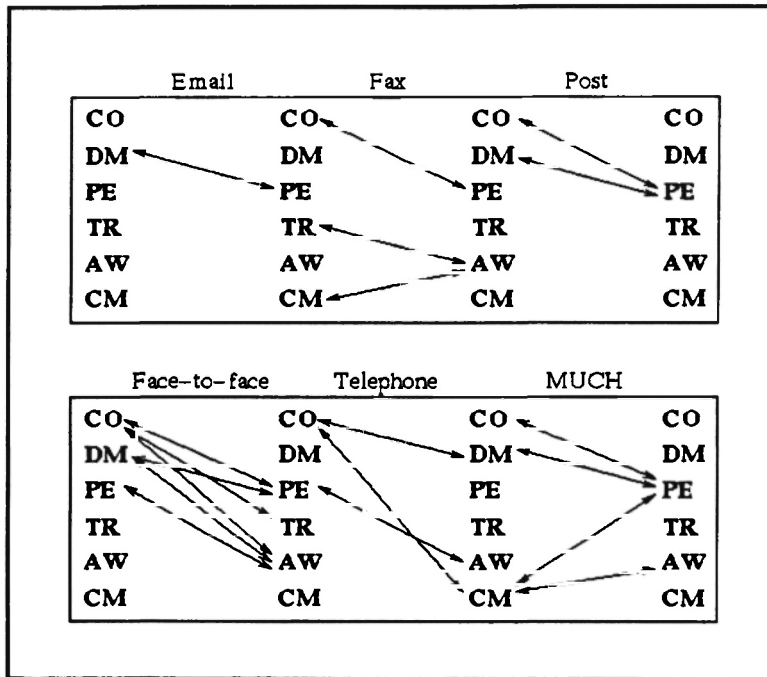 Email Fax Post
CO CO CO CO
DM DM DM DM
PE PE PE PE
TR TR TR TR
AW AW AW AW
CM CM CM CM
Face-to-face Telephone MUCH
CO CO CO CO
DM DM DM DM
PE PE PE PE
TR TR TR TR
AW AW AW AW
CM CM CM CM